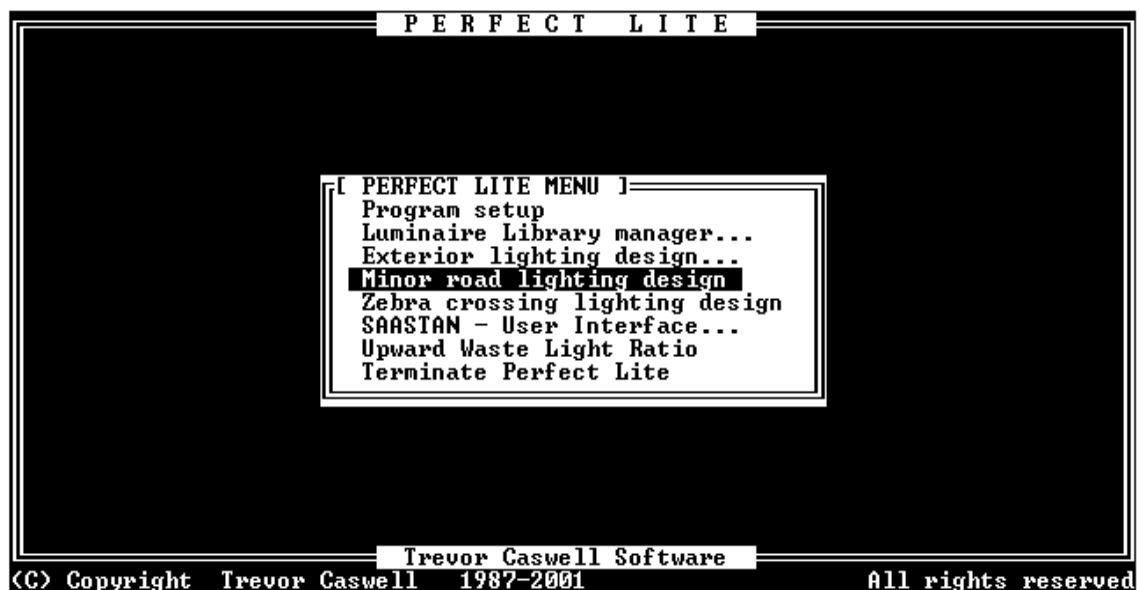 P E R F E C T   L I T E
[ PERFECT LITE MENU ]
Program setup
Luminaire Library manager...
Exterior lighting design...
Minor road lighting design
Zebra crossing lighting design
SAASTAN - User Interface...
Upward Waste Light Ratio
Terminate Perfect Lite
Trevor Caswell Software
(C) Copyright Trevor Caswell 1987-2001 All rights reserved